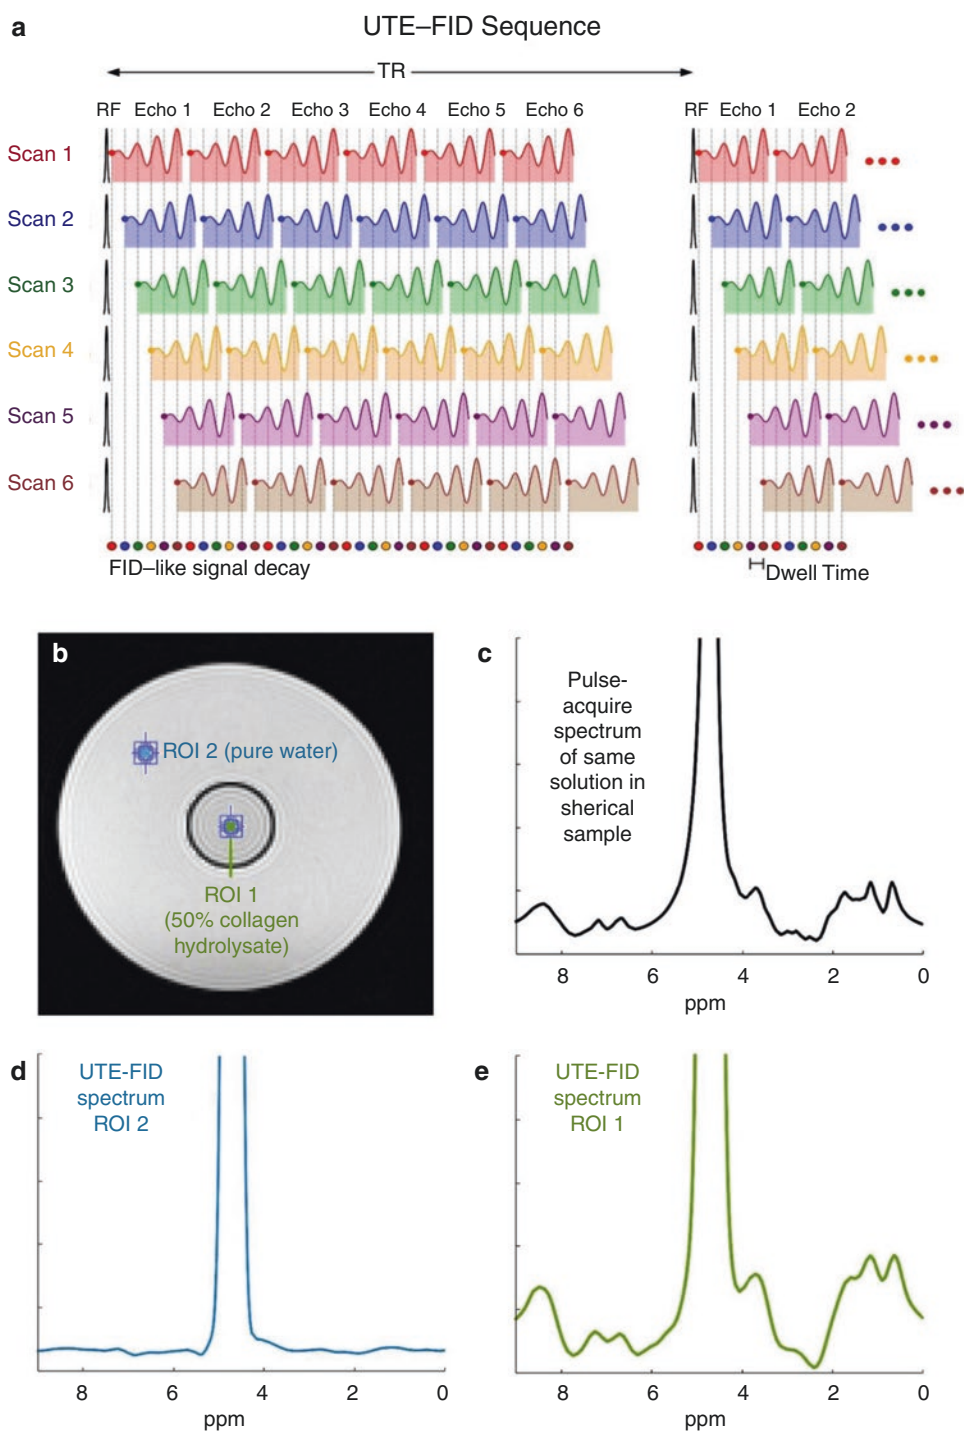 a
UTE–FID Sequence
TR
RF Echo 1 Echo 2 Echo 3 Echo 4 Echo 5 Echo 6 RF Echo 1 Echo 2
Scan 1
Scan 2
Scan 3
Scan 4
Scan 5
Scan 6
FID–like signal decay
Dwell Time
b
ROI 2 (pure water)
ROI 1
(50% collagen
hydrolysate)
c
Pulse-
acquire
spectrum
of same
solution in
sherical
sample
8 6 4 2 0
ppm
d
UTE-FID
spectrum
ROI 2
8 6 4 2 0
ppm
e
UTE-FID
spectrum
ROI 1
8 6 4 2 0
ppm